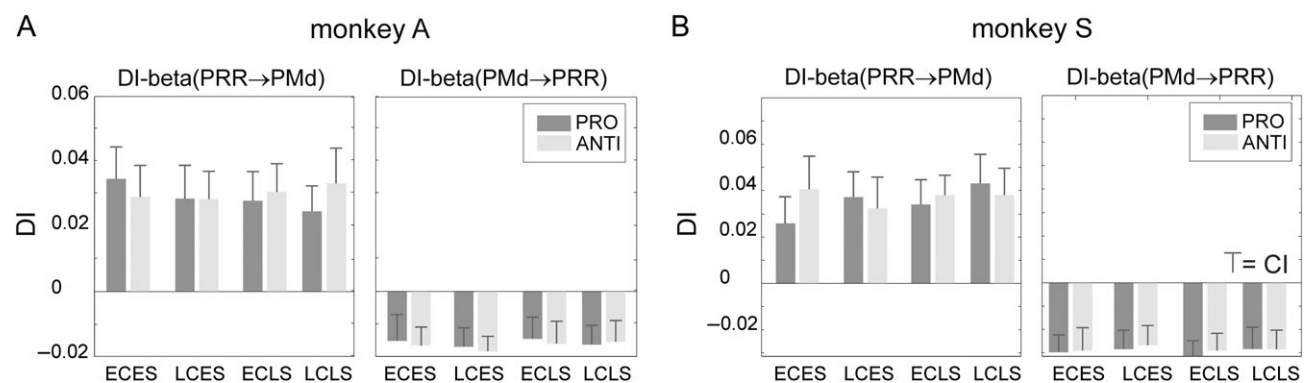 A
monkey A
DI-beta(PRR→PMd)
DI-beta(PMd→PRR)
0.06
0.04
0.02
0
–0.02
DI
PRO
ANTI
ECES LCES ECLS LCLS
ECES LCES ECLS LCLS
B
monkey S
DI-beta(PRR→PMd)
DI-beta(PMd→PRR)
0.06
0.04
0.02
0
–0.02
DI
PRO
ANTI
= CI
ECES LCES ECLS LCLS
ECES LCES ECLS LCLS